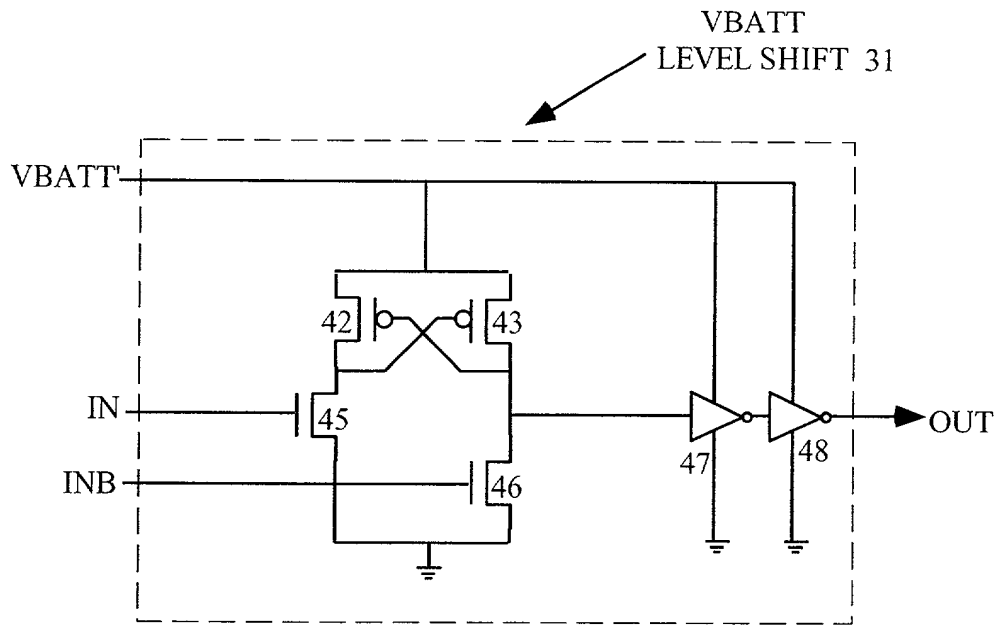 VBATT
LEVEL SHIFT 31
VBATT'
42
43
IN
45
OUT
47
48
INB
46